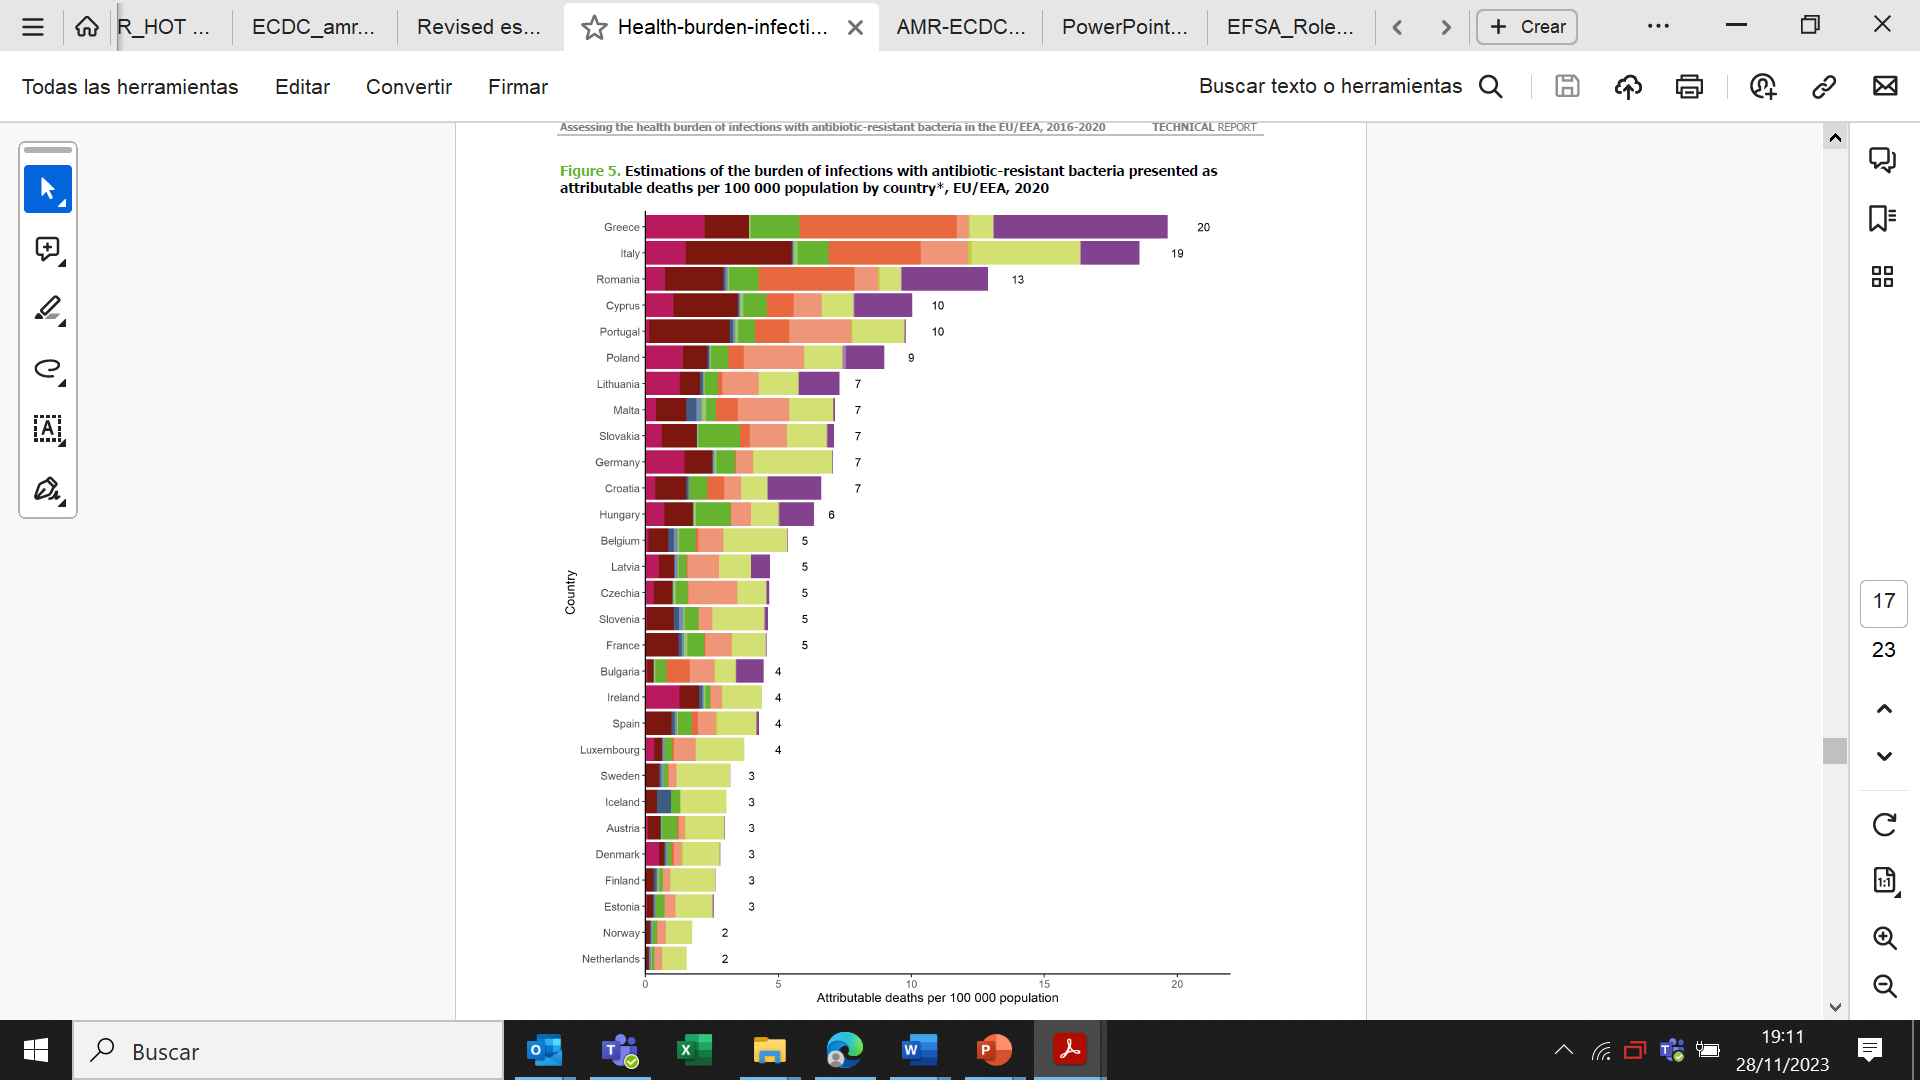 R_HOT ...
ECDC_amr...
Revised es...
Health-burden-infecti...
AMR-ECDC...
PowerPoint...
EFSA_Role...
Crear
Todas las herramientas
Editar
Convertir
Firmar
Buscar texto o herramientas
Assessing the health burden of infections with antibiotic-resistant bacteria in the EU/EEA, 2016-2020
TECHNICAL REPORT
Figure 5. Estimations of the burden of infections with antibiotic-resistant bacteria presented as
attributable deaths per 100 000 population by country*, EU/EEA, 2020
Greece 20
Italy 19
Romania 13
Cyprus 10
Portugal 10
Poland 9
Lithuania 7
Malta 7
Slovakia 7
Germany 7
Croatia 7
Hungary 6
Belgium 5
Latvia 5
Czechia 5
Slovenia 5
France 5
Bulgaria 4
Ireland 4
Spain 4
Luxembourg 4
Sweden 3
Iceland 3
Austria 3
Denmark 3
Finland 3
Estonia 3
Norway 2
Netherlands 2
Country
0 5 10 15 20
Attributable deaths per 100 000 population
17
23
1:1
Buscar
19:11
28/11/2023